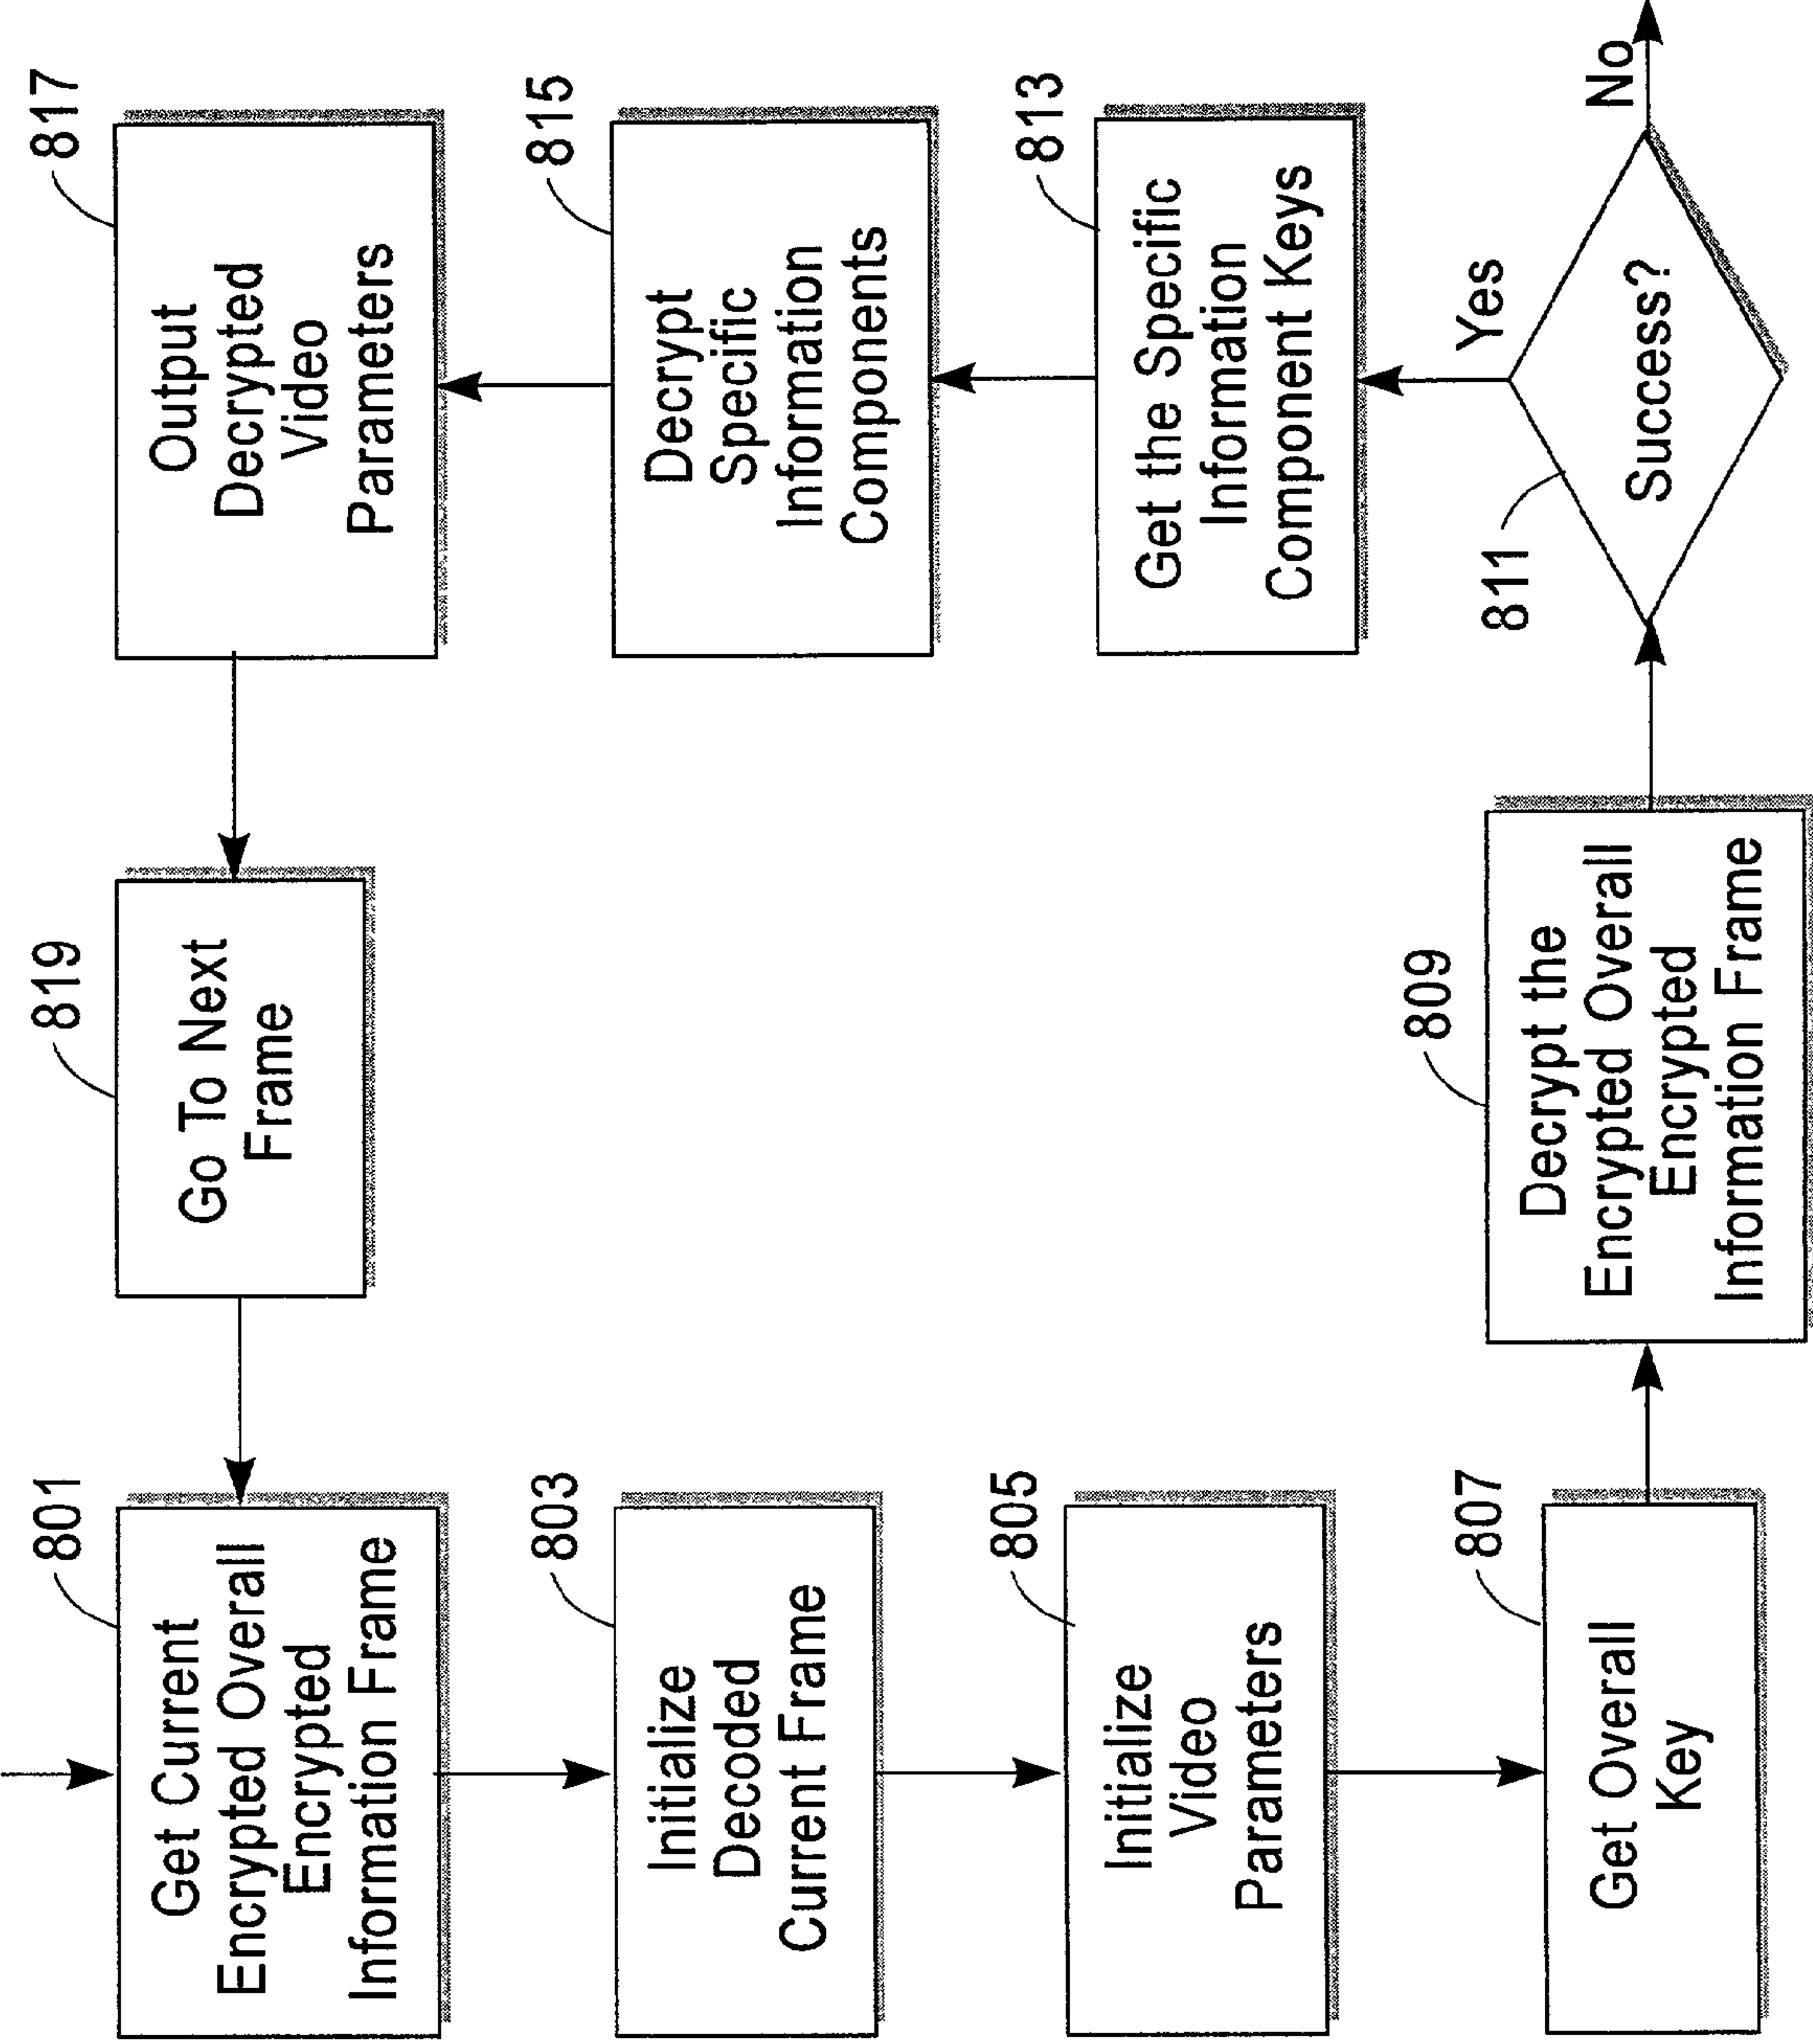 801
Get Current
Encrypted Overall
Encrypted
Information Frame
803
Initialize
Decoded
Current Frame
805
Initialize
Video
Parameters
807
Get Overall
Key
809
Decrypt the
Encrypted Overall
Encrypted
Information Frame
811
Success?
No
Yes
813
Get the Specific
Information
Component Keys
815
Decrypt
Specific
Information
Components
817
Output
Decrypted
Video
Parameters
819
Go To Next
Frame